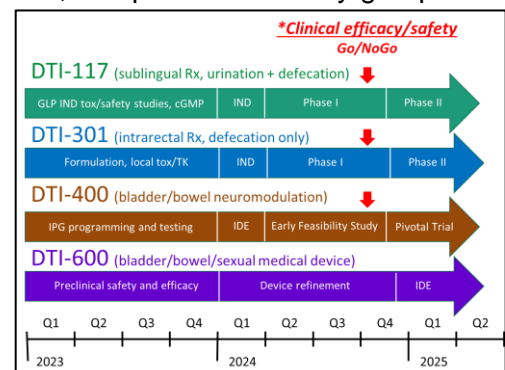 *Clinical efficacy/safety
Go/NoGo
DTI-117 (sublingual Rx, urination + defecation)
GLP IND tox/safety studies, cGMP IND Phase I Phase II
DTI-301 (intrarectal Rx, defecation only)
Formulation, local tox/TK IND Phase I Phase II
DTI-400 (bladder/bowel neuromodulation)
IPG programming and testing IDE Early Feasibility Study Pivotal Trial
DTI-600 (bladder/bowel/sexual medical device)
Preclinical safety and efficacy Device refinement IDE
Q1 Q2 Q3 Q4 Q1 Q2 Q3 Q4 Q1 Q2
2023 2024 2025